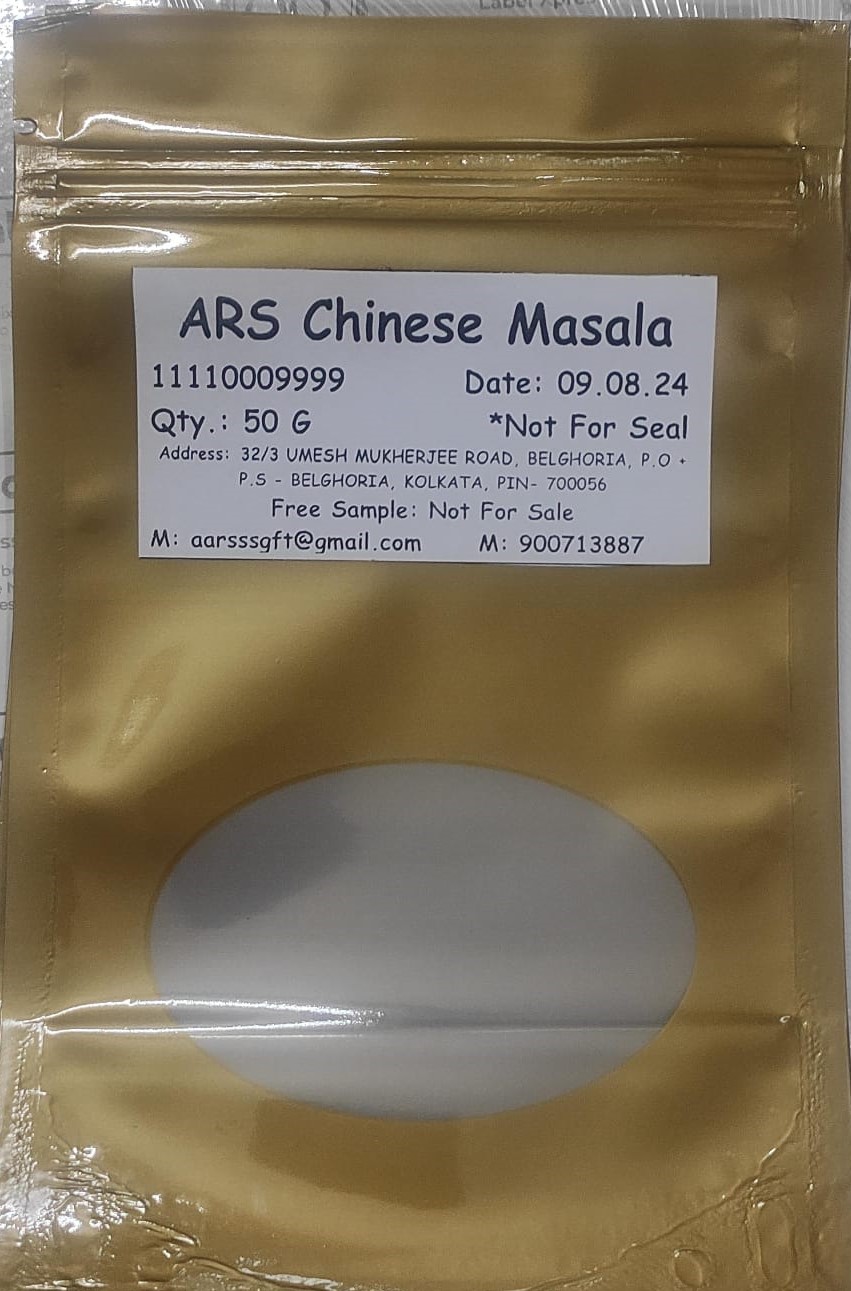 ARS Chinese Masala
11110009999 Date: 09.08.24
Qty.: 50 G *Not For Seal
Address: 32/3 UMESH MUKHERJEE ROAD, BELGHORIA, P.O +
P.S - BELGHORIA, KOLKATA, PIN- 700056
Free Sample: Not For Sale
M: aarsssgft@gmail.com M: 900713887